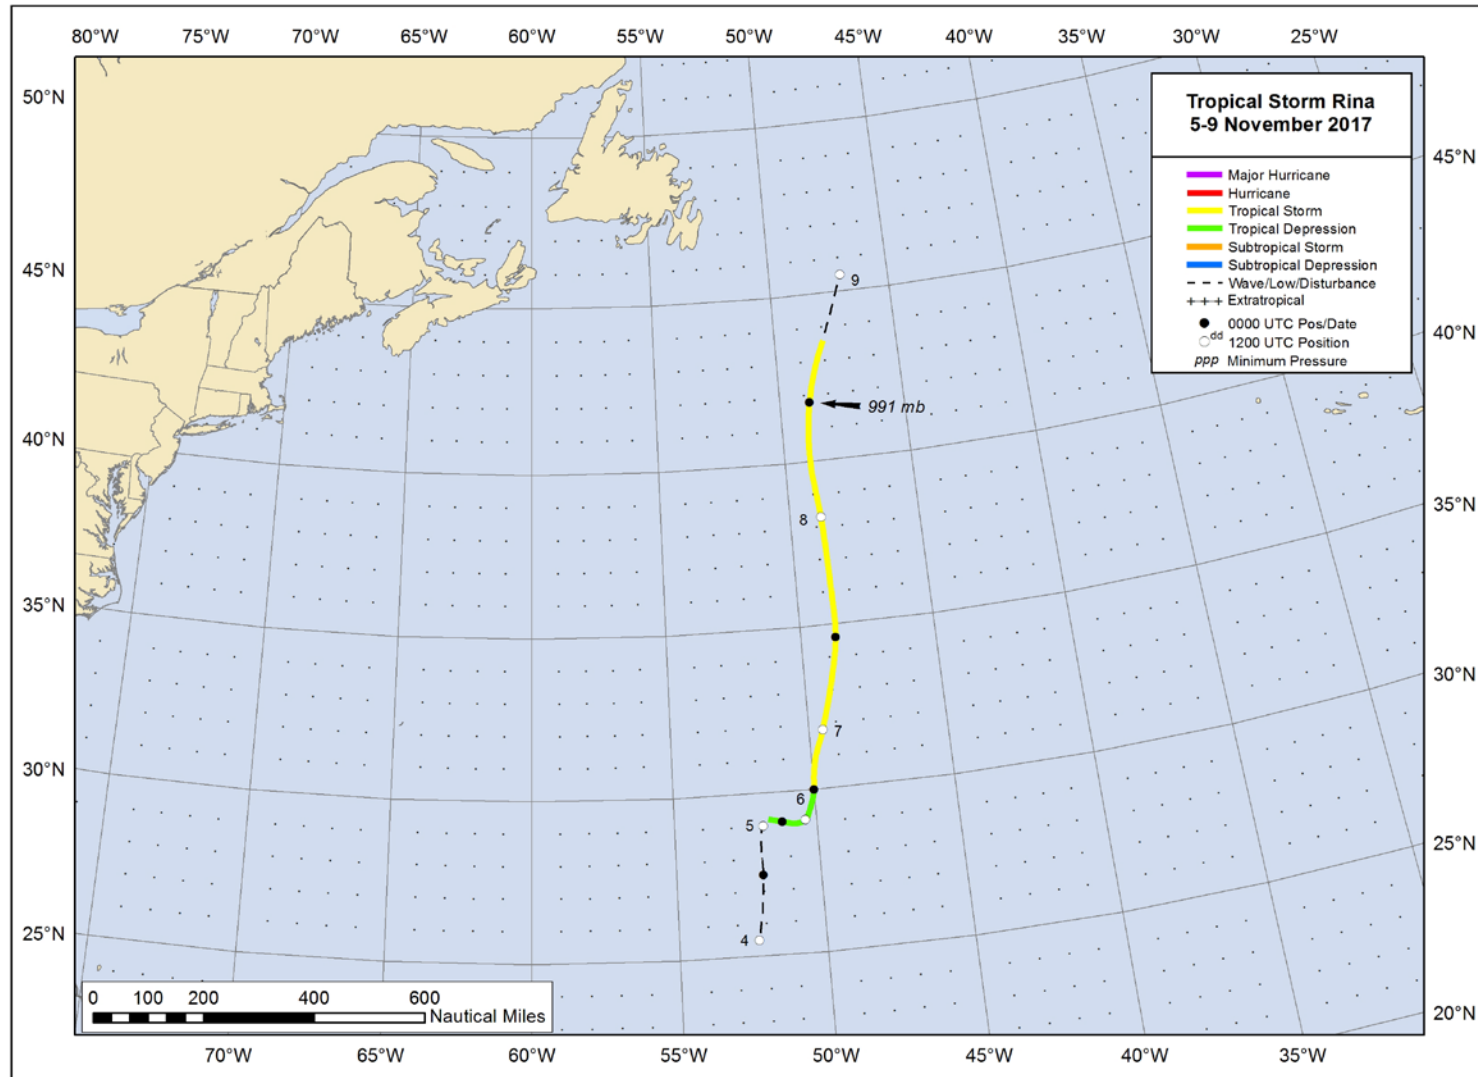 80°W 75°W 70°W 65°W 60°W 55°W 50°W 45°W 40°W 35°W 30°W 25°W
50°N
45°N
40°N
35°N
30°N
25°N
Tropical Storm Rina
5-9 November 2017
Major Hurricane
Hurricane
Tropical Storm
Tropical Depression
Subtropical Storm
Subtropical Depression
Wave/Low/Disturbance
Extratropical
0000 UTC Pos/Date
dd
1200 UTC Position
ppp Minimum Pressure
45°N
40°N
35°N
30°N
25°N
20°N
9
991 mb
8
7
6
5
4
0 100 200 400 600
Nautical Miles
70°W 65°W 60°W 55°W 50°W 45°W 40°W 35°W